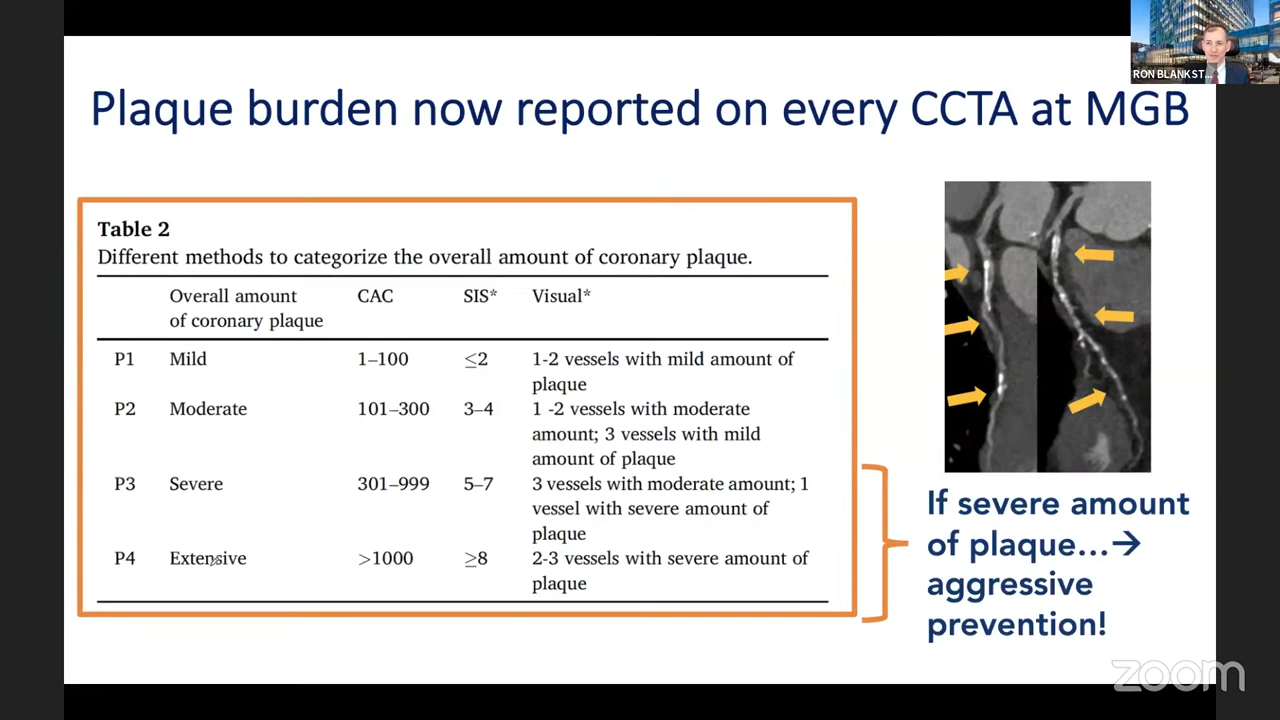 RON BLANKST...
Plaque burden now reported on every CCTA at MGB
Table 2
Different methods to categorize the overall amount of coronary plaque.
Overall amount of coronary plaque CAC SIS* Visual*
P1 Mild 1–100 ≤2 1-2 vessels with mild amount of
plaque
P2 Moderate 101–300 3–4 1 -2 vessels with moderate
amount; 3 vessels with mild
amount of plaque
P3 Severe 301–999 5–7 3 vessels with moderate amount; 1
vessel with severe amount of
plaque
P4 Extensive >1000 ≥8 2-3 vessels with severe amount of
plaque
If severe amount
of plaque…→
aggressive
prevention!
zoom